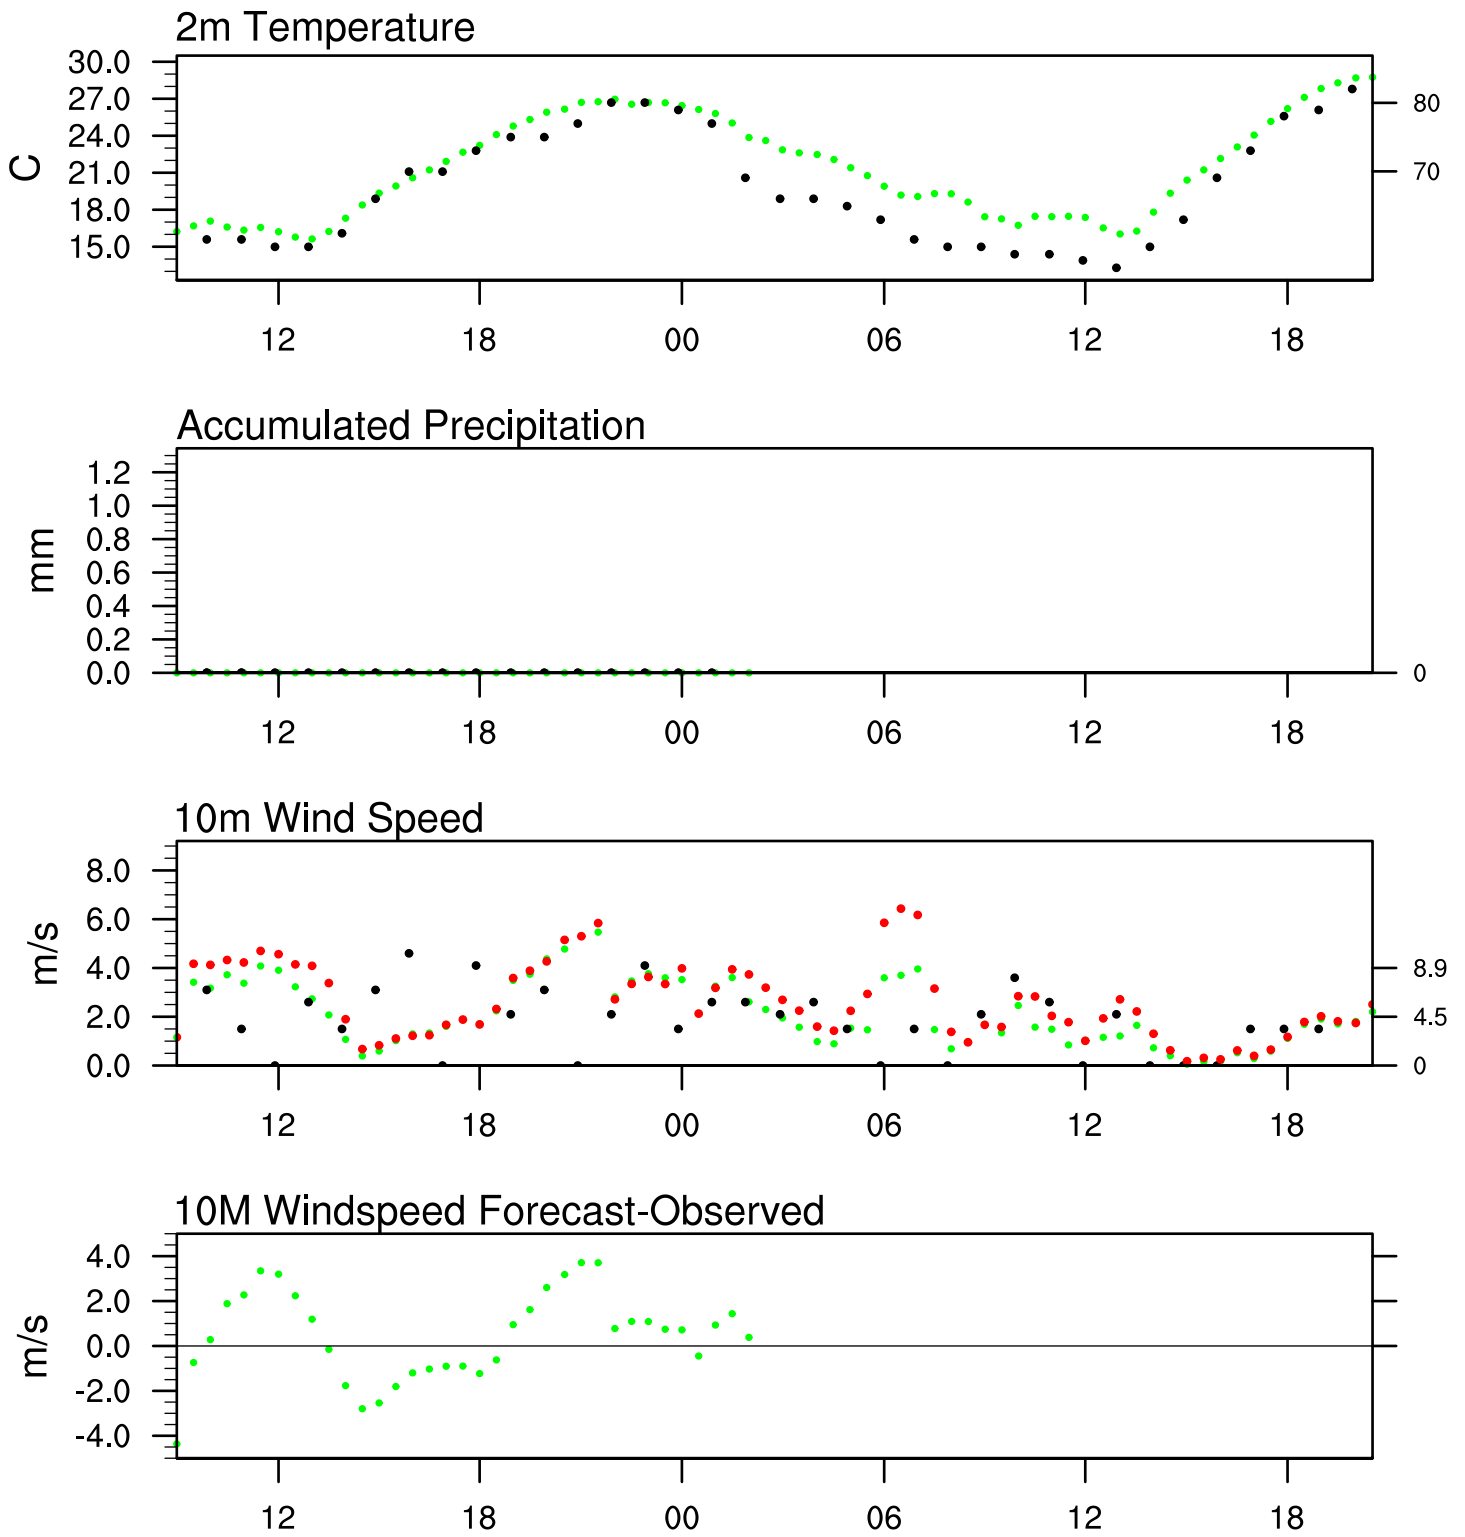 2m Temperature
30.0
27.0
24.0
21.0
18.0
15.0
C
80
70
12 18 00 06 12 18
Accumulated Precipitation
1.2
1.0
0.8
0.6
0.4
0.2
0.0
mm
0
12 18 00 06 12 18
10m Wind Speed
8.0
6.0
4.0
2.0
0.0
m/s
8.9
4.5
0
12 18 00 06 12 18
10M Windspeed Forecast-Observed
4.0
2.0
0.0
-2.0
-4.0
m/s
12 18 00 06 12 18